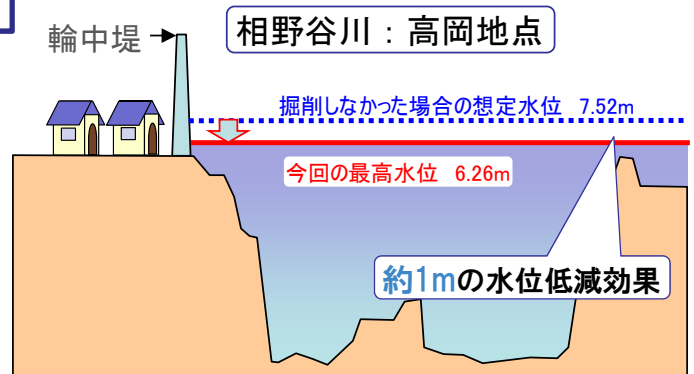 相野谷川：高岡地点
輪中堤
掘削しなかった場合の想定水位 7.52m
今回の最高水位 6.26m
約1mの水位低減効果